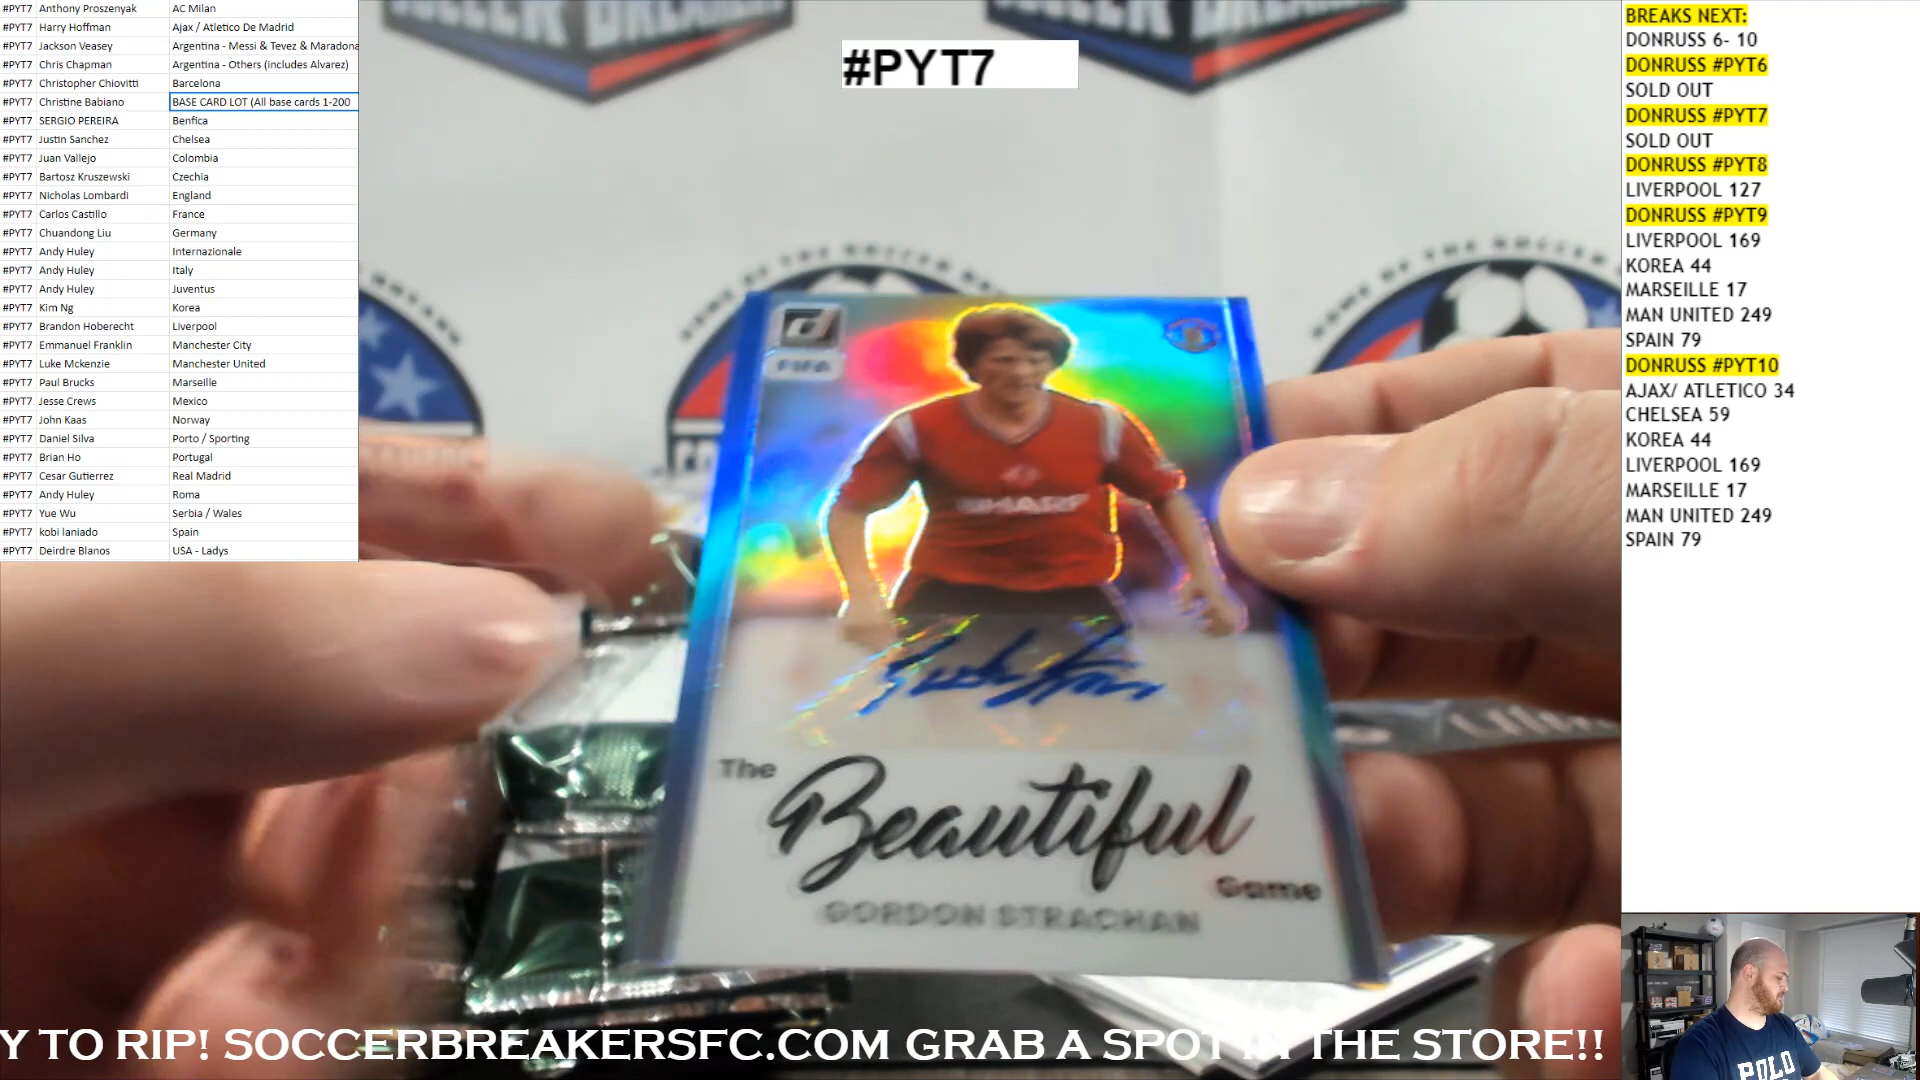 #PYT7 Anthony Proszenyak AC Milan
#PYT7 Harry Hoffman Ajax / Atletico De Madrid
#PYT7 Jackson Veasey Argentina - Messi & Tevez & Maradona
#PYT7 Chris Chapman Argentina - Others (includes Alvarez)
#PYT7 Christopher Chiovitti Barcelona
#PYT7 Christine Babiano BASE CARD LOT (All base cards 1-200
#PYT7 SERGIO PEREIRA Benfica
#PYT7 Justin Sanchez Chelsea
#PYT7 Juan Vallejo Colombia
#PYT7 Bartosz Kruszewski Czechia
#PYT7 Nicholas Lombardi England
#PYT7 Carlos Castillo France
#PYT7 Chuandong Liu Germany
#PYT7 Andy Huley Internazionale
#PYT7 Andy Huley Italy
#PYT7 Andy Huley Juventus
#PYT7 Kim Ng Korea
#PYT7 Brandon Hoberecht Liverpool
#PYT7 Emmanuel Franklin Manchester City
#PYT7 Luke Mckenzie Manchester United
#PYT7 Paul Brucks Marseille
#PYT7 Jesse Crews Mexico
#PYT7 John Kaas Norway
#PYT7 Daniel Silva Porto / Sporting
#PYT7 Brian Ho Portugal
#PYT7 Cesar Gutierrez Real Madrid
#PYT7 Andy Huley Roma
#PYT7 Yue Wu Serbia / Wales
#PYT7 kobi laniado Spain
#PYT7 Deirdre Blanos USA - Ladys
#PYT7
FIFA
SHARP
The
Beautiful
Game
GORDON STRACHAN
BREAKS NEXT:
DONRUSS 6- 10
DONRUSS #PYT6
SOLD OUT
DONRUSS #PYT7
SOLD OUT
DONRUSS #PYT8
LIVERPOOL 127
DONRUSS #PYT9
LIVERPOOL 169
KOREA 44
MARSEILLE 17
MAN UNITED 249
SPAIN 79
DONRUSS #PYT10
AJAX/ ATLETICO 34
CHELSEA 59
KOREA 44
LIVERPOOL 169
MARSEILLE 17
MAN UNITED 249
SPAIN 79
POLO
Y TO RIP! SOCCERBREAKERSFC.COM GRAB A SPOT IN THE STORE!!